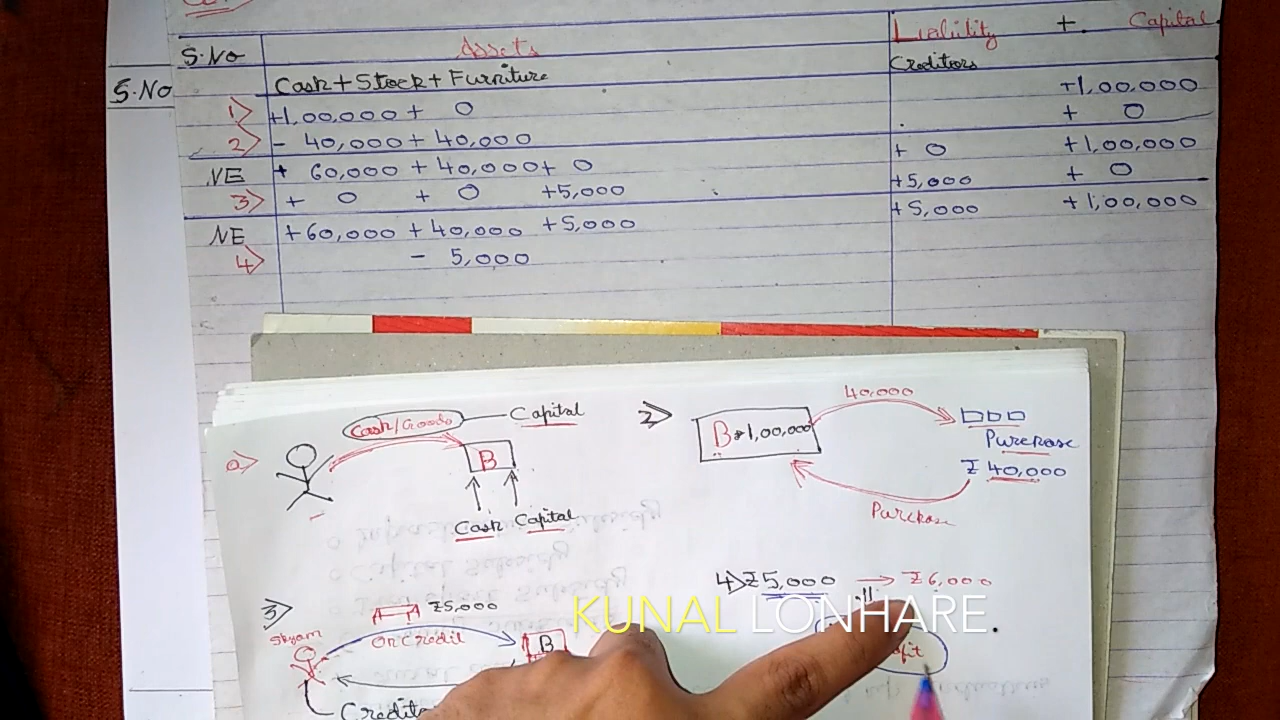 S.No
S.No Assets Liability + Capital
Cash + Stock + Furniture Creditors
1> +1,00,000 + 0 +1,00,000
2> - 40,000 + 40,000 + 0
NE + 60,000 + 40,000 + 0 + 0 +1,00,000
3> + 0 + 0 +5,000 +5,000 + 0
NE +60,000 + 40,000 +5,000 +5,000 +1,00,000
4> - 5,000
Cash/Goods Capital
B
Cash Capital
2> B 1,00,000
40,000
Purchase
₹ 40,000
Purchase
3> ₹5,000
Shyam on credit B
4> ₹5,000 → ₹6,000
KUNAL LONHARE